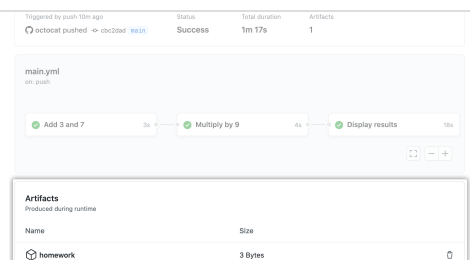 Triggered by push 10m ago
Status
Total duration
Artifacts
octocat pushed cbc2dad main
Success
1m 17s
1
main.yml
on: push
Add 3 and 7 3s
Multiply by 9 4s
Display results 18s
Artifacts
Produced during runtime
Name Size
homework 3 Bytes